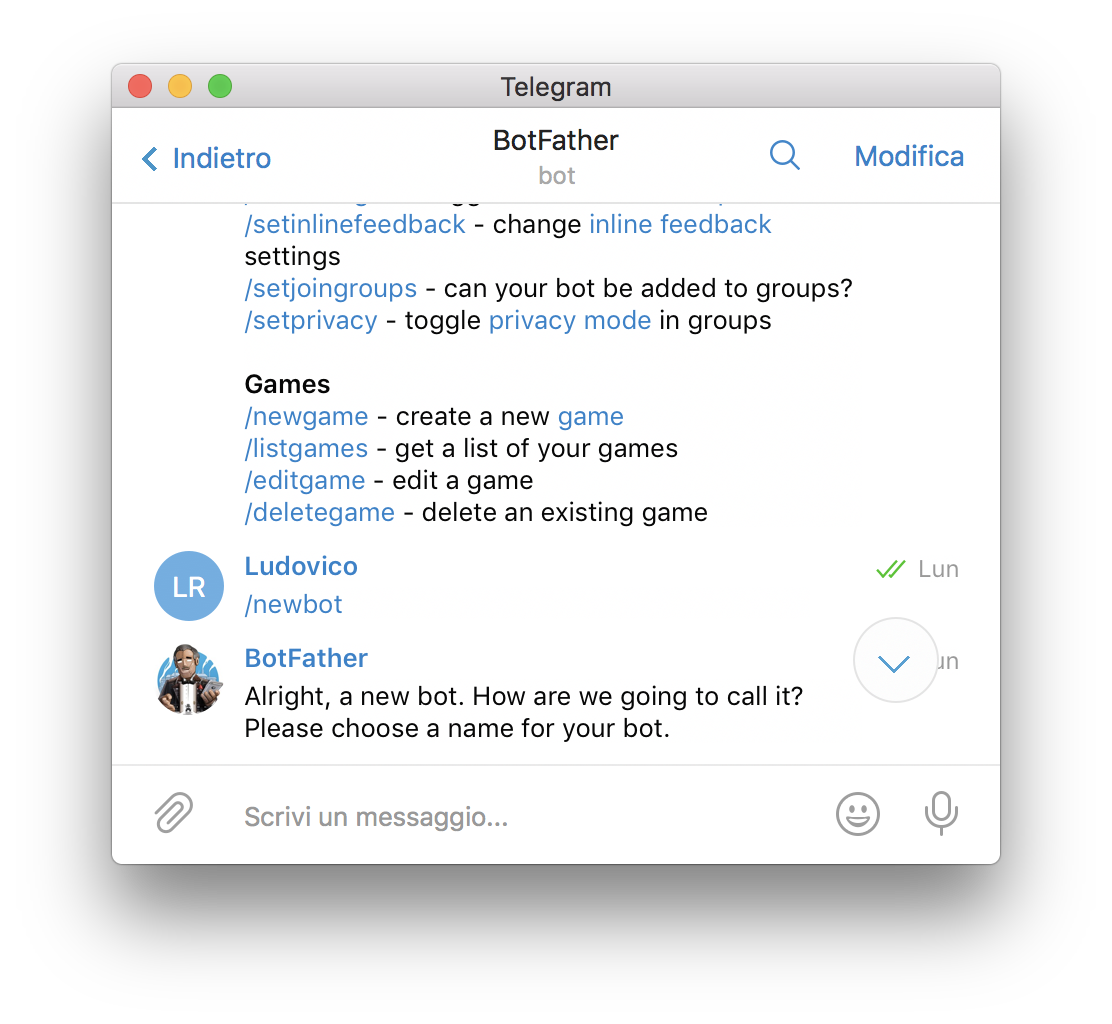 Telegram
Indietro
BotFather
bot
Modifica
/setinlinefeedback - change inline feedback
settings
/setjoingroups - can your bot be added to groups?
/setprivacy - toggle privacy mode in groups
Games
/newgame - create a new game
/listgames - get a list of your games
/editgame - edit a game
/deletegame - delete an existing game
LR
Ludovico
Lun
/newbot
BotFather
Alright, a new bot. How are we going to call it?
Please choose a name for your bot.
Scrivi un messaggio...